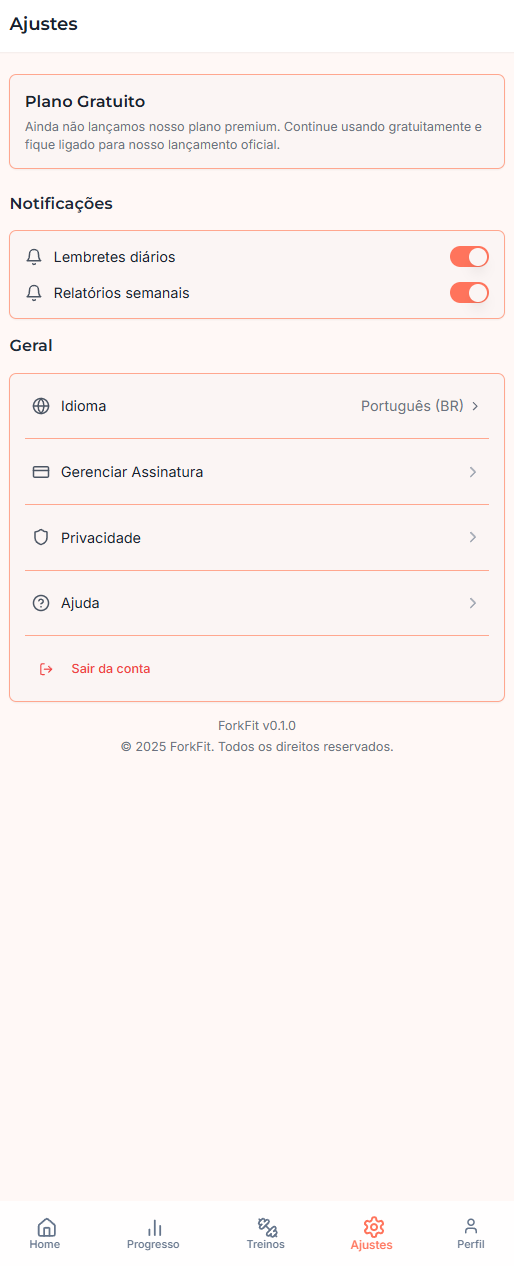 Ajustes
Plano Gratuito
Ainda não lançamos nosso plano premium. Continue usando gratuitamente e
fique ligado para nosso lançamento oficial.
Notificações
Lembretes diários
Relatórios semanais
Geral
Idioma Português (BR)
Gerenciar Assinatura
Privacidade
Ajuda
Sair da conta
ForkFit v0.1.0
© 2025 ForkFit. Todos os direitos reservados.
Home Progresso Treinos Ajustes Perfil